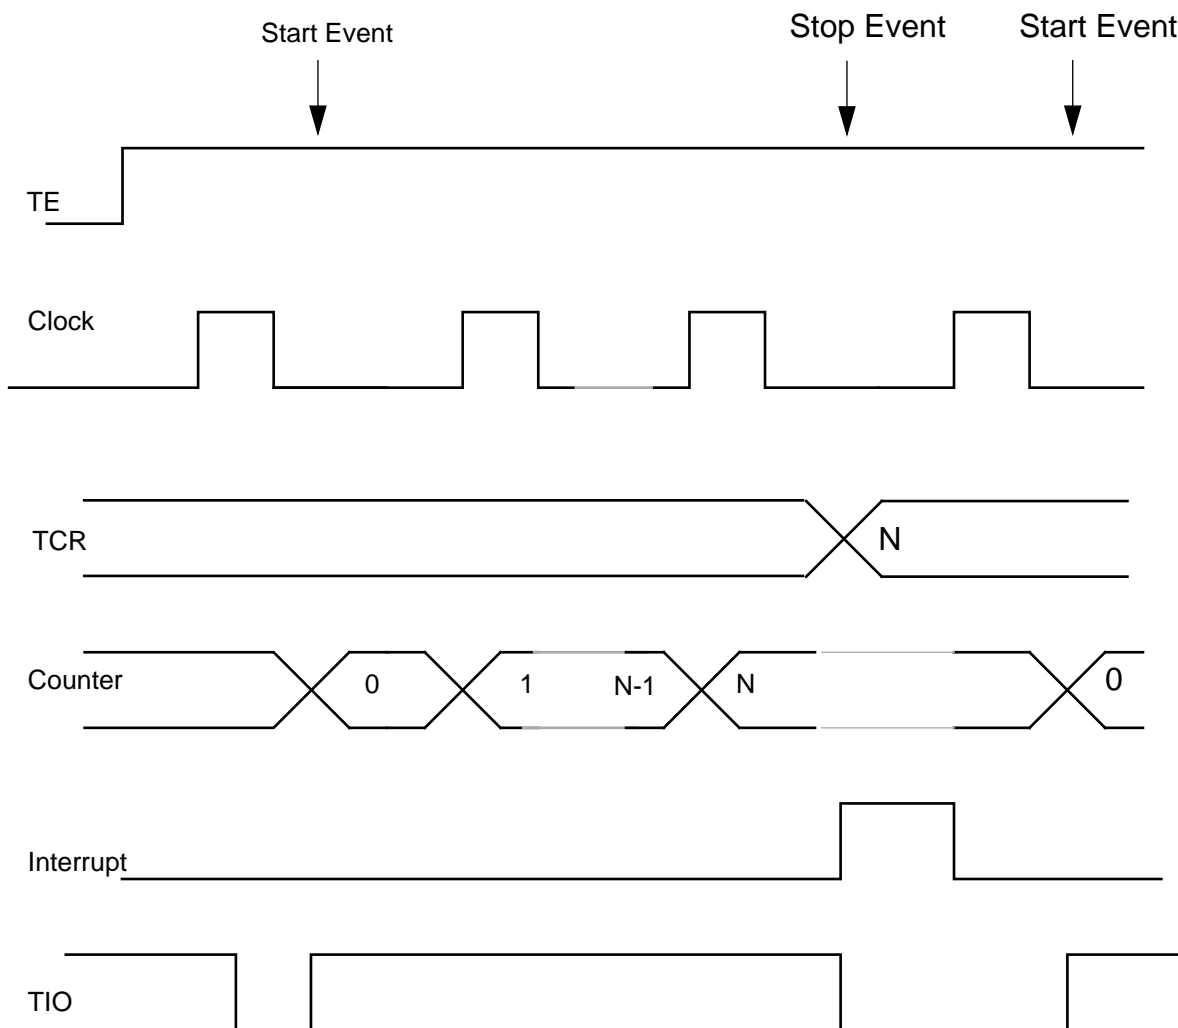 Start Event
Stop Event
Start Event
TE
Clock
TCR
N
Counter
0
1
N-1
N
0
Interrupt
TIO